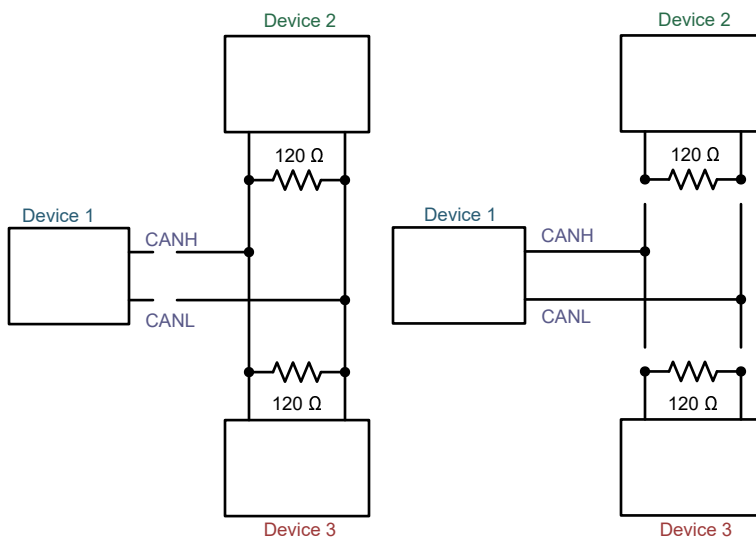 Device 2
120 Ω
Device 1
CANH
CANL
120 Ω
Device 3
Device 2
120 Ω
Device 1
CANH
CANL
120 Ω
Device 3